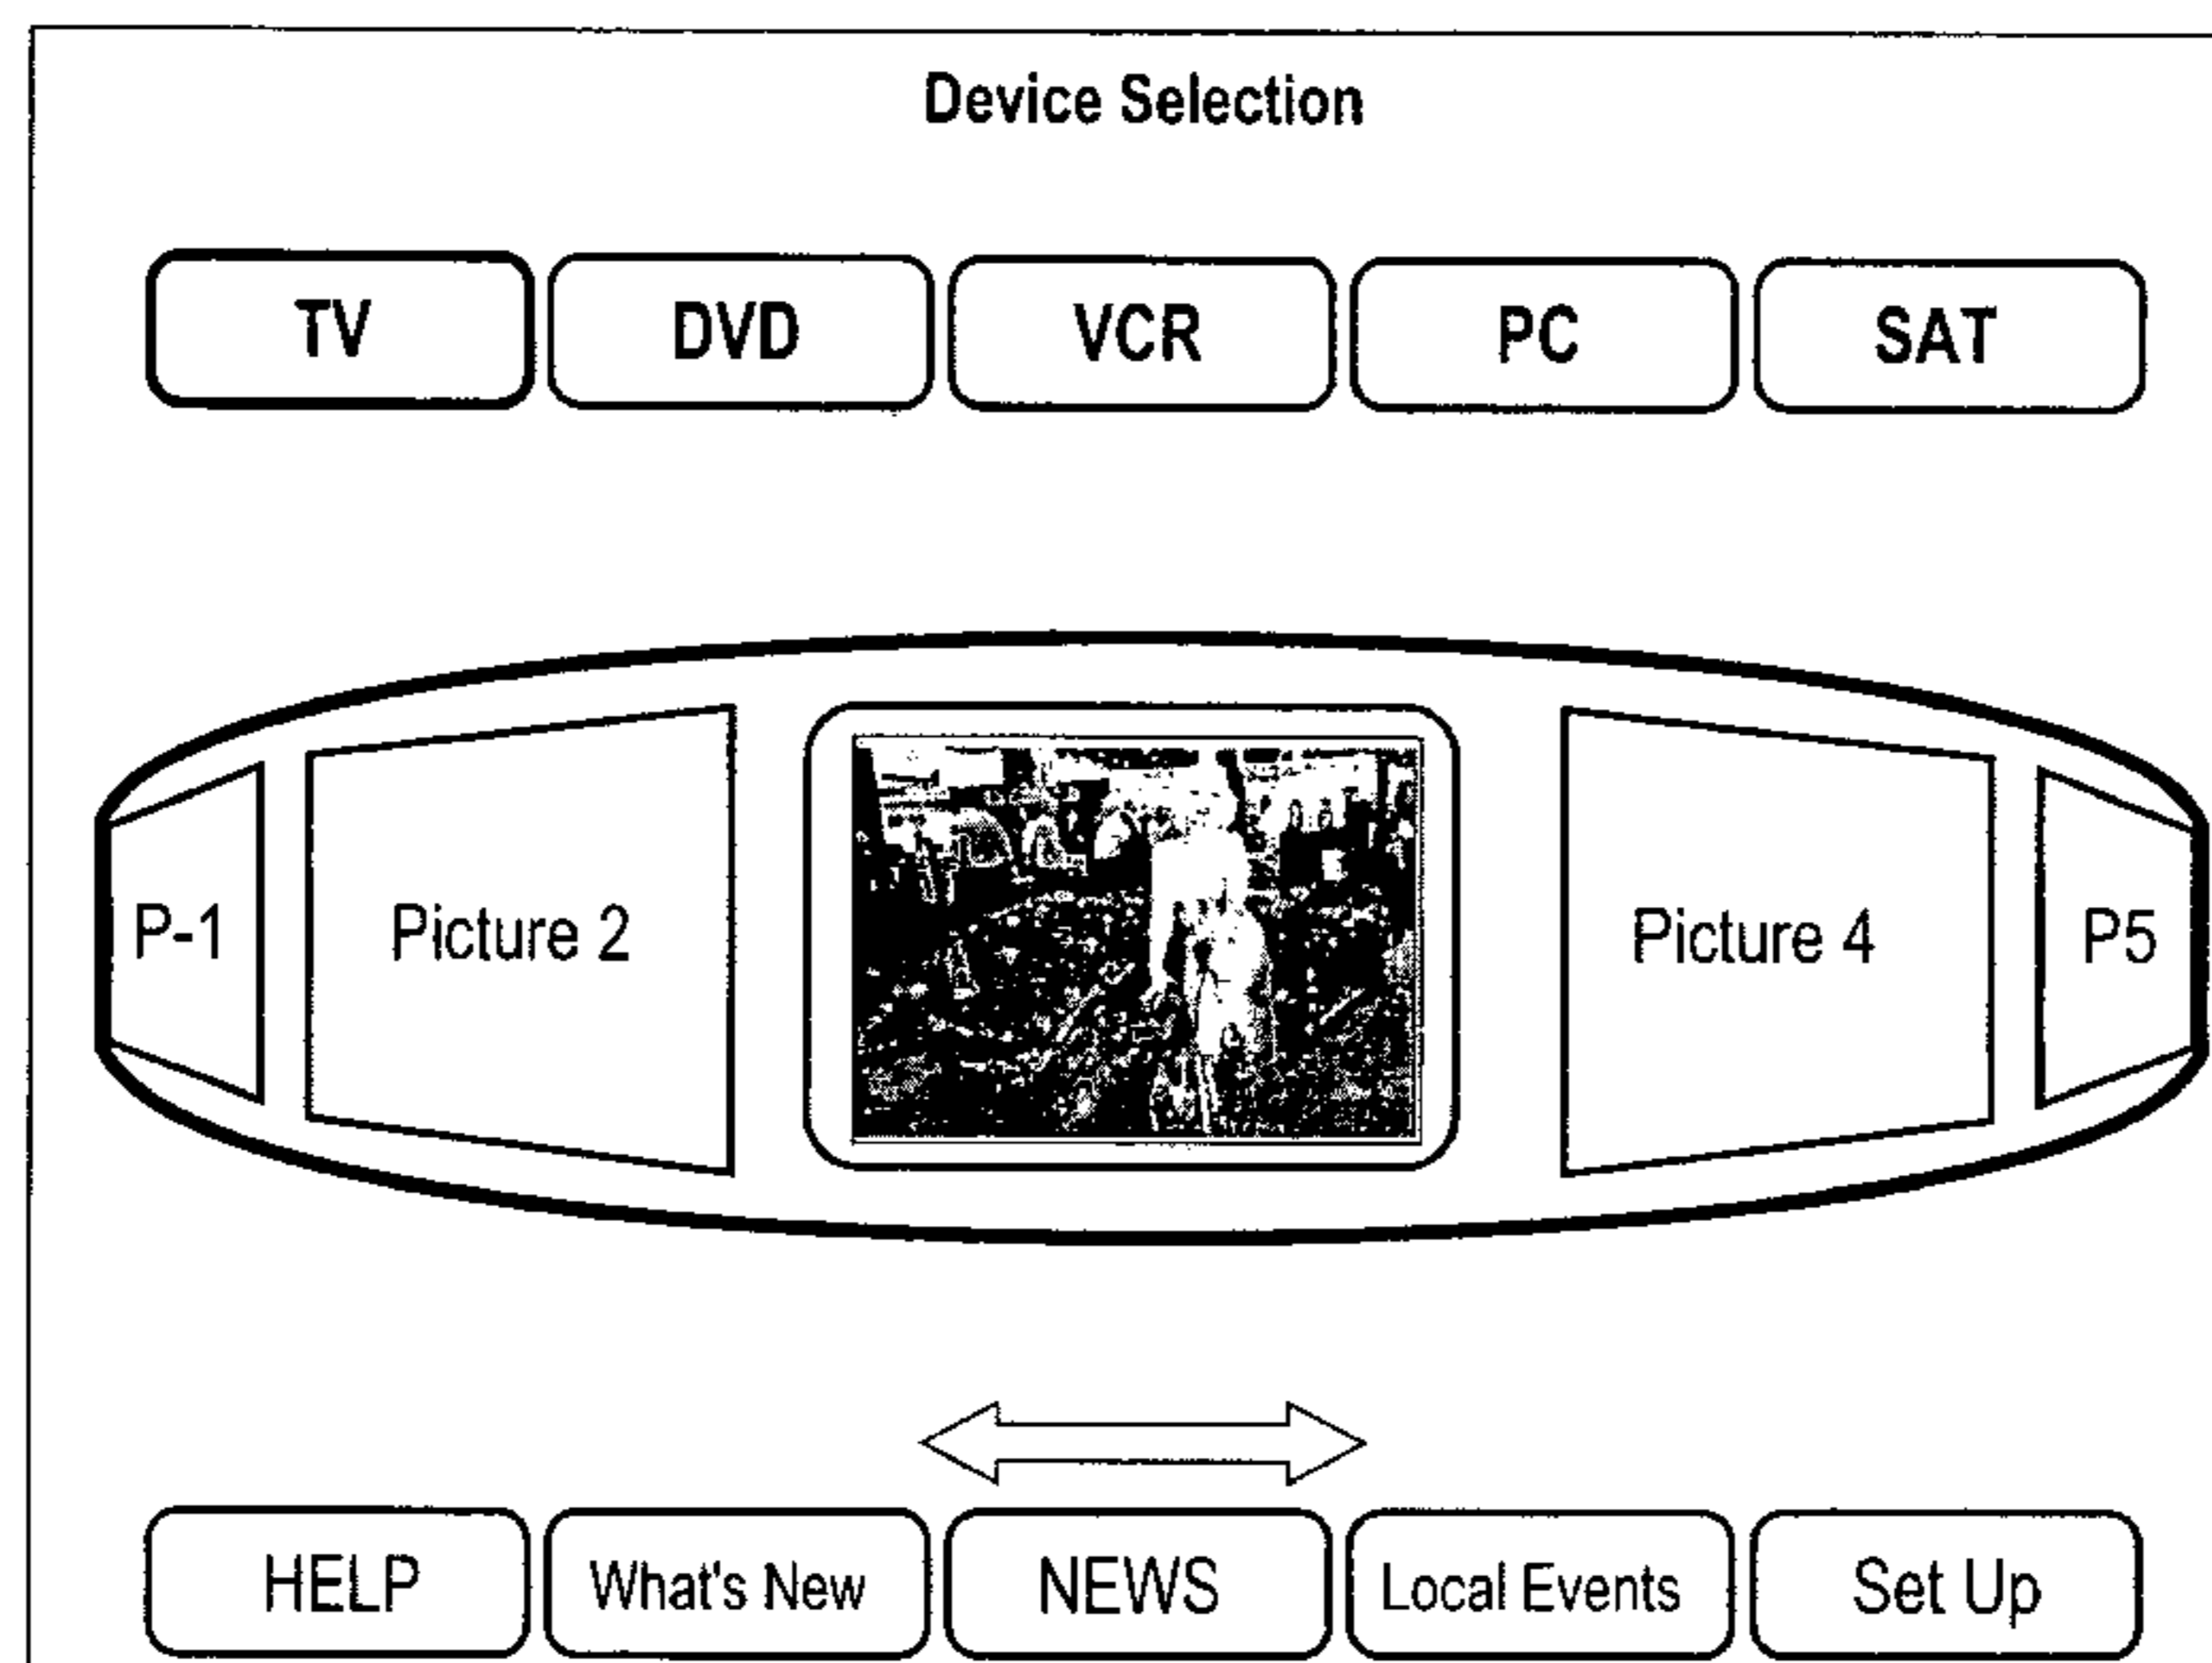 Device Selection
TV DVD VCR PC SAT
P-1 Picture 2 Picture 4 P5
HELP What's New NEWS Local Events Set Up